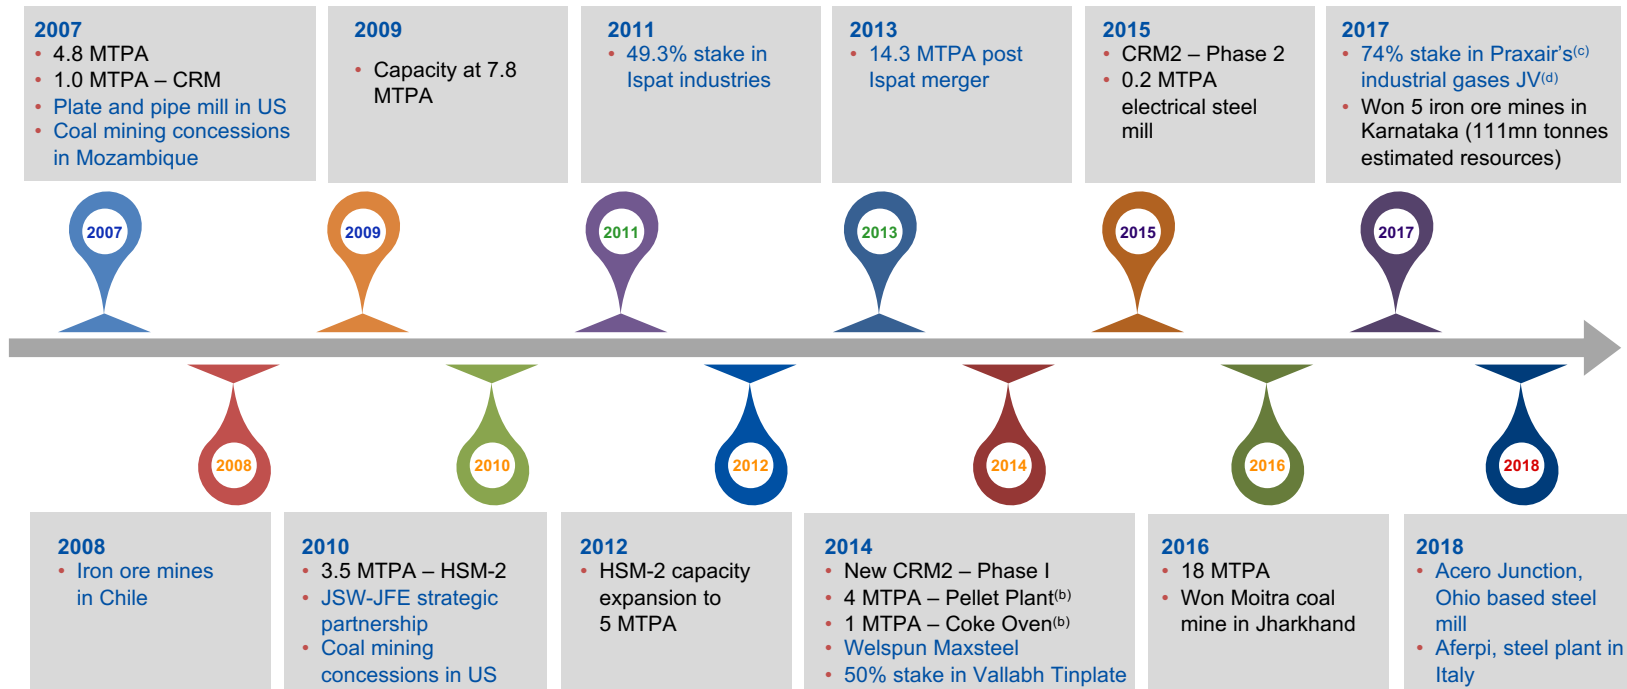 2007
• 4.8 MTPA
• 1.0 MTPA – CRM
• Plate and pipe mill in US
• Coal mining concessions
in Mozambique
2009
• Capacity at 7.8
MTPA
2011
• 49.3% stake in
Ispat industries
2013
• 14.3 MTPA post
Ispat merger
2015
• CRM2 – Phase 2
• 0.2 MTPA
electrical steel
mill
2017
• 74% stake in Praxair's(c)
industrial gases JV(d)
• Won 5 iron ore mines in
Karnataka (111mn tonnes
estimated resources)
2007
2009
2011
2013
2015
2017
2008
2010
2012
2014
2016
2018
2008
• Iron ore mines
in Chile
2010
• 3.5 MTPA – HSM-2
• JSW-JFE strategic
partnership
• Coal mining
concessions in US
2012
• HSM-2 capacity
expansion to
5 MTPA
2014
• New CRM2 – Phase I
• 4 MTPA – Pellet Plant(b)
• 1 MTPA – Coke Oven(b)
• Welspun Maxsteel
• 50% stake in Vallabh Tinplate
2016
• 18 MTPA
• Won Moitra coal
mine in Jharkhand
2018
• Acero Junction,
Ohio based steel
mill
• Aferpi, steel plant in
Italy